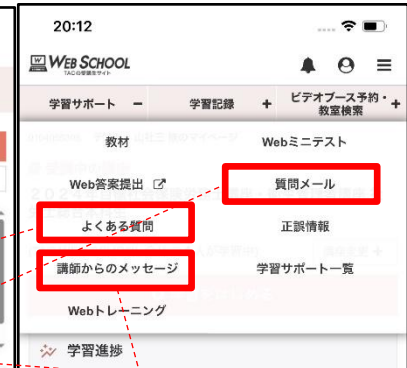 20:12
WEB SCHOOL
TACの学習サイト
学習サポート － 学習記録 + ビデオブース予約・教室検索 +
教材 Webミニテスト
Web答案提出 質問メール
よくある質問 正誤情報
講師からのメッセージ 学習サポート一覧
Webトレーニング
学習進捗